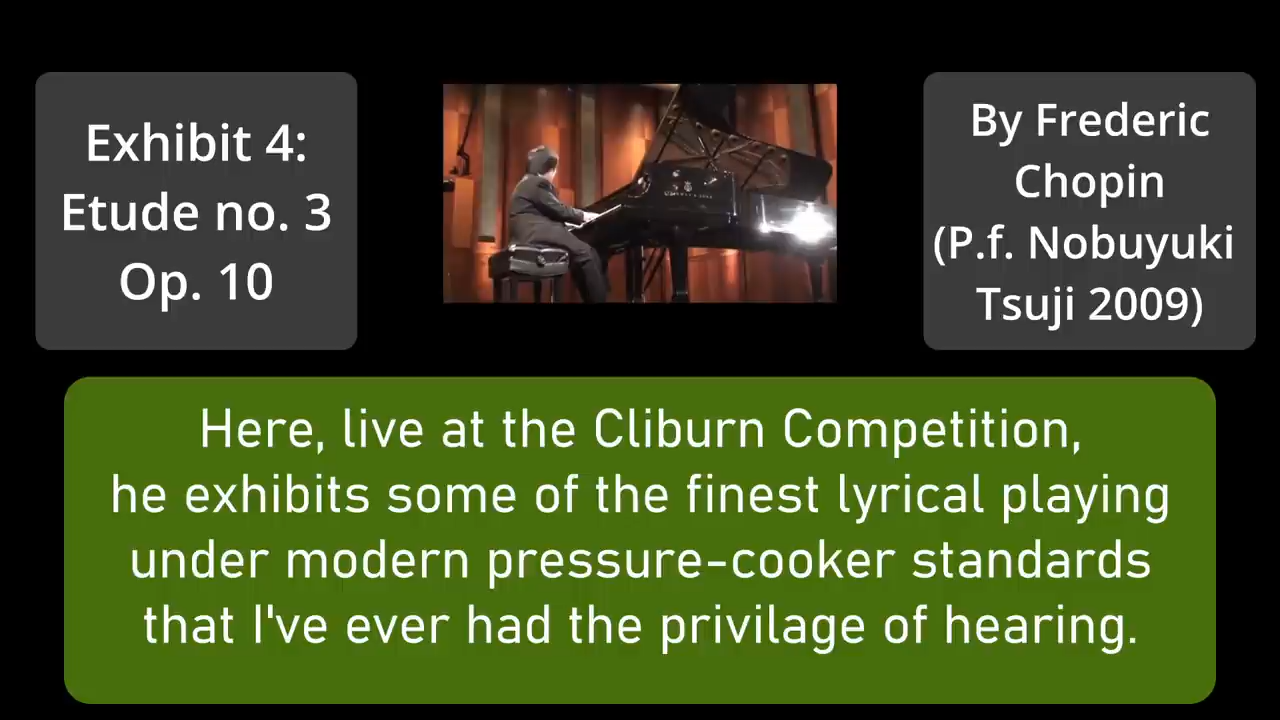 Exhibit 4:
Etude no. 3
Op. 10
By Frederic
Chopin
(P.f. Nobuyuki
Tsuji 2009)
Here, live at the Cliburn Competition,
he exhibits some of the finest lyrical playing
under modern pressure-cooker standards
that I've ever had the privilage of hearing.